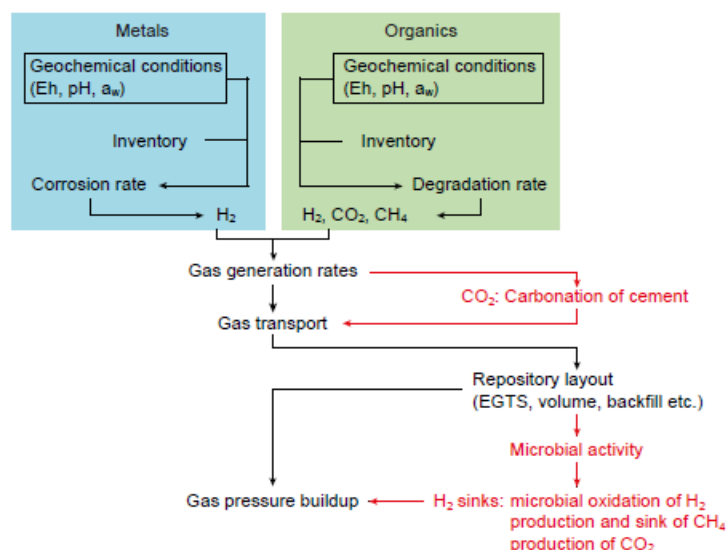 Metals
Organics
Geochemical conditions
(Eh, pH, a_w)
Geochemical conditions
(Eh, pH, a_w)
Inventory
Inventory
Corrosion rate
Degradation rate
H₂
H₂, CO₂, CH₄
Gas generation rates
CO₂: Carbonation of cement
Gas transport
Repository layout
(EGTS, volume, backfill etc.)
Microbial activity
Gas pressure buildup
H₂ sinks: microbial oxidation of H₂
production and sink of CH₄
production of CO₂